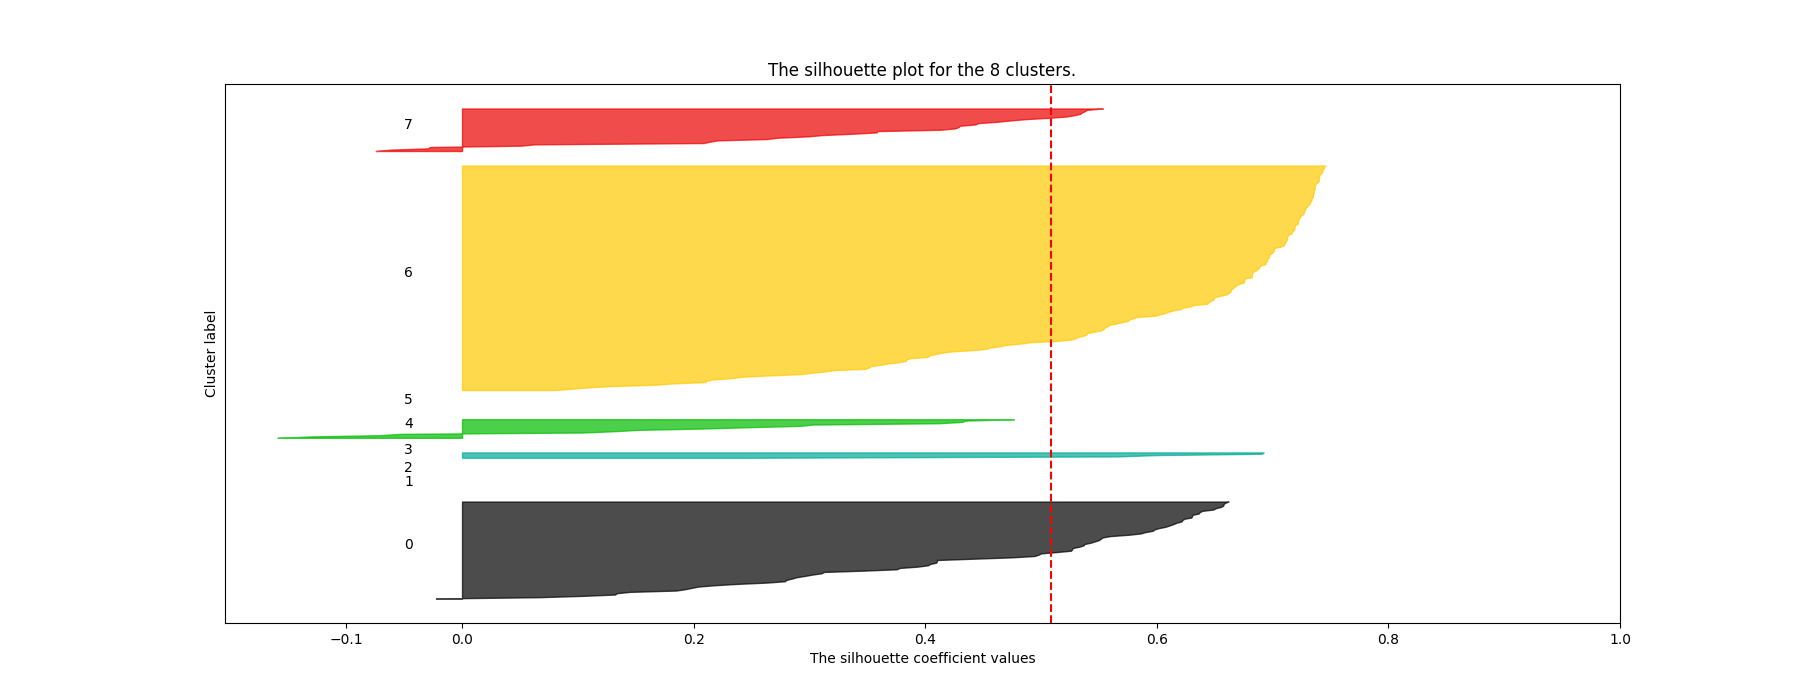 The silhouette plot for the 8 clusters.
7
6
5
4
3
2
1
0
Cluster label
−0.1 0.0 0.2 0.4 0.6 0.8 1.0
The silhouette coefficient values